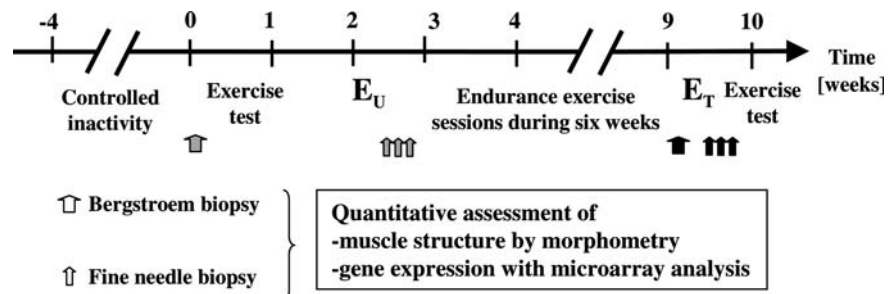 -4 0 1 2 3 4 9 10
Time
[weeks]
Controlled
inactivity
Exercise
test
EU
Endurance exercise
sessions during six weeks
ET
Exercise
test
Bergstroem biopsy
Fine needle biopsy
Quantitative assessment of
-muscle structure by morphometry
-gene expression with microarray analysis